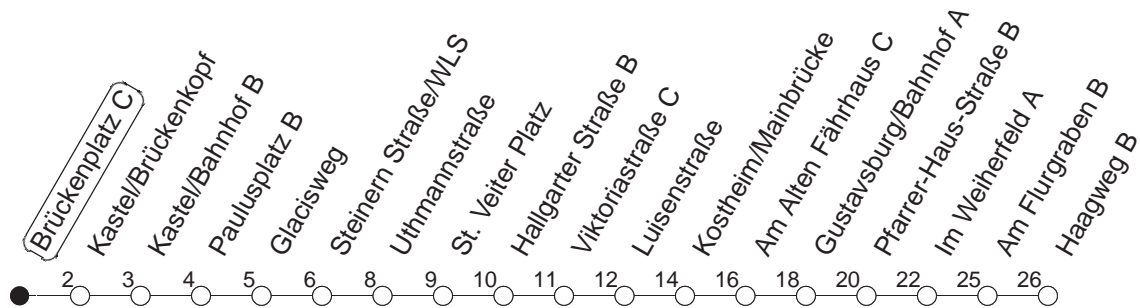 Brückenplatz C
Kastel/Brückenkopf
Kastel/Bahnhof B
Paulusplatz B
Glacisweg
Steinern Straße/WLS
Uthmannstraße
St. Veiter Platz
Hallgarter Straße B
Viktoriastraße C
Luisenstraße
Kostheim/Mainbrücke
Am Alten Fährhaus C
Gustavsburg/Bahnhof A
Pfarrer-Haus-Straße B
Im Weiherfeld A
Am Flurgraben B
Haagweg B
2 3 4 5 6 8 9 10 11 12 14 16 18 20 22 25 26